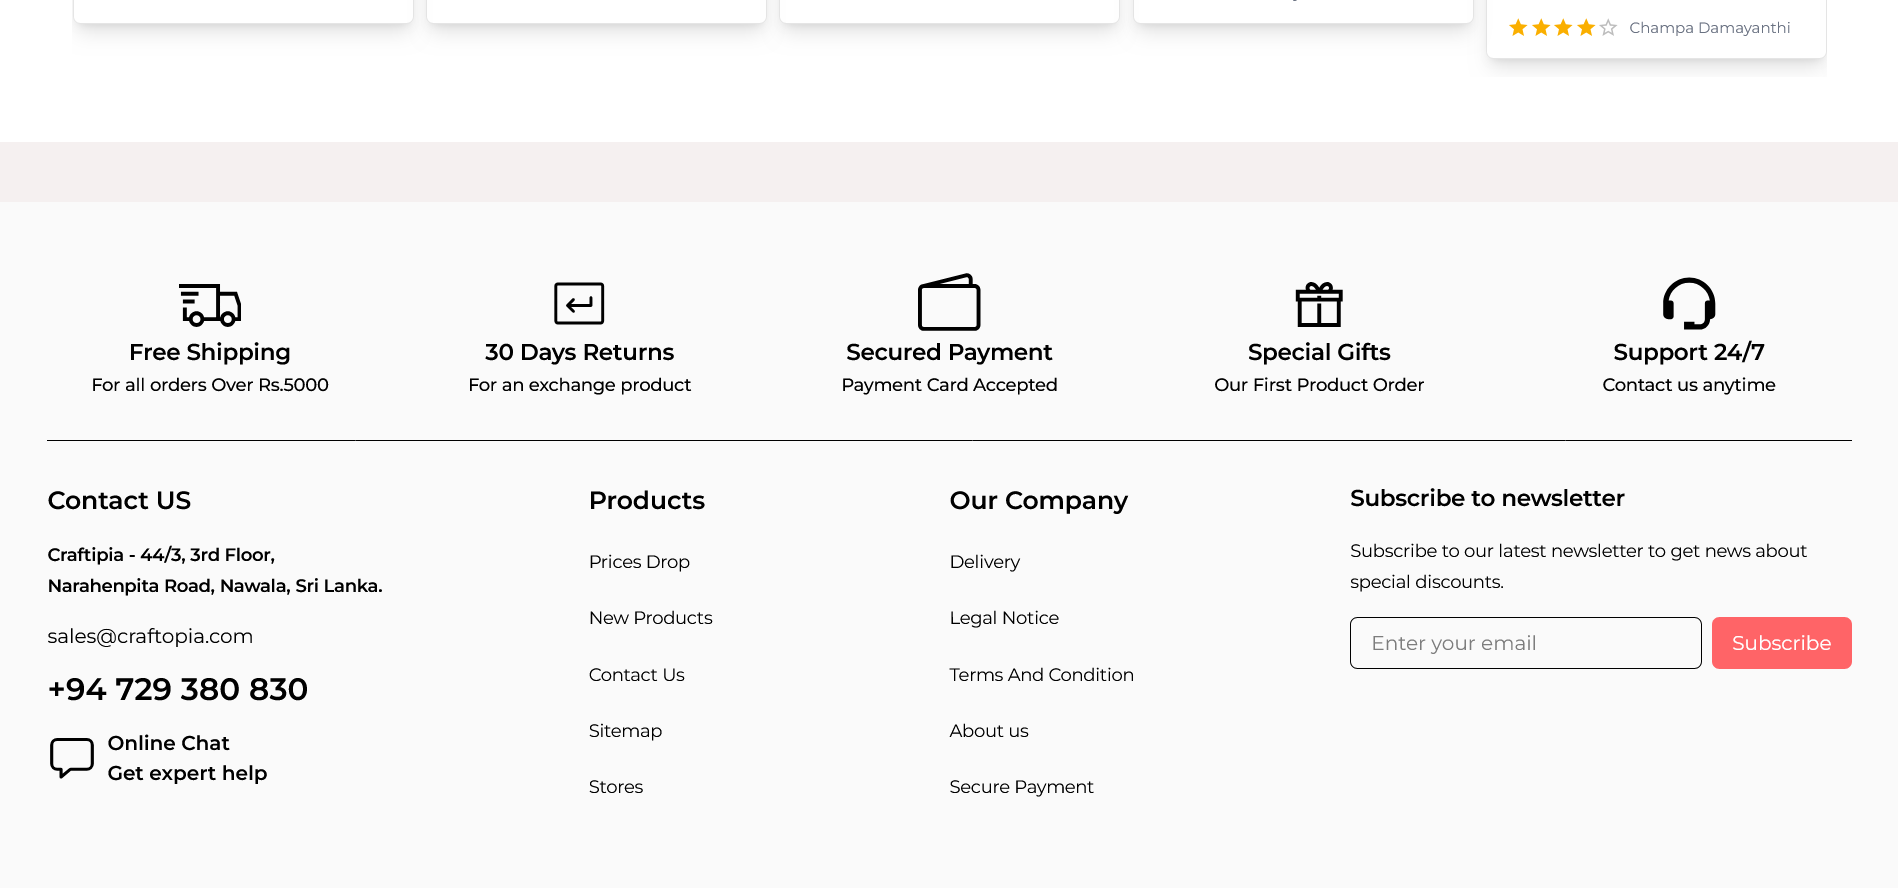 Champa Damayanthi
Free Shipping
For all orders Over Rs.5000
30 Days Returns
For an exchange product
Secured Payment
Payment Card Accepted
Special Gifts
Our First Product Order
Support 24/7
Contact us anytime
Contact US
Craftipia - 44/3, 3rd Floor,
Narahenpita Road, Nawala, Sri Lanka.
sales@craftopia.com
+94 729 380 830
Online Chat
Get expert help
Products
Prices Drop
New Products
Contact Us
Sitemap
Stores
Our Company
Delivery
Legal Notice
Terms And Condition
About us
Secure Payment
Subscribe to newsletter
Subscribe to our latest newsletter to get news about
special discounts.
Enter your email
Subscribe